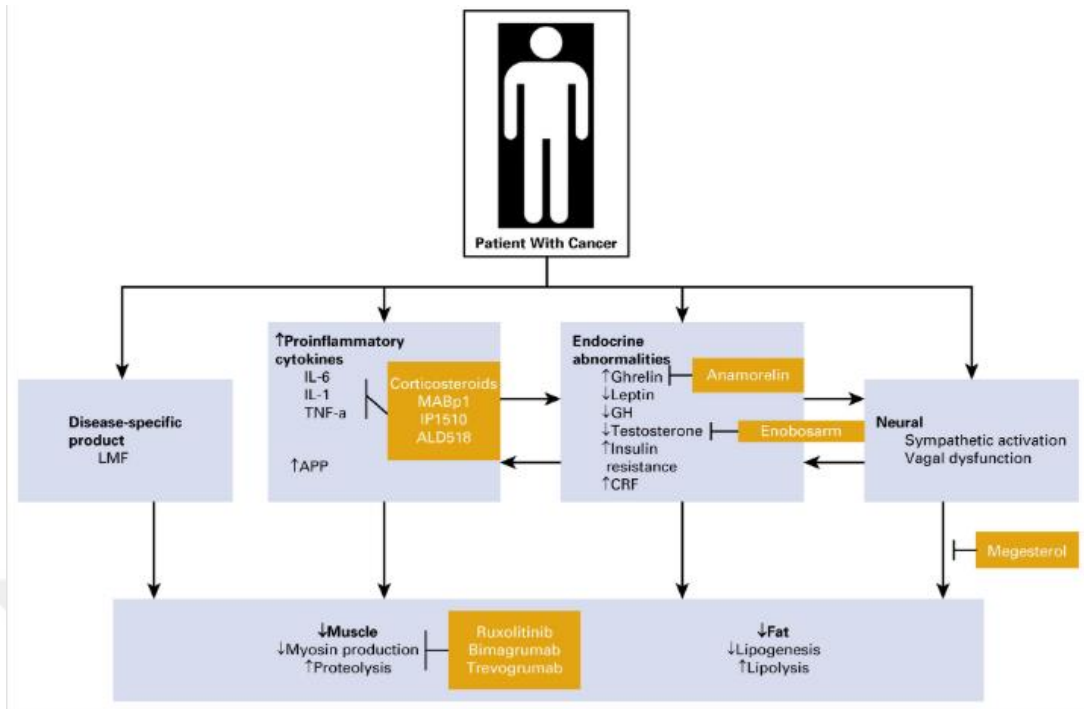 Patient With Cancer
Disease-specific
product
LMF
↑Proinflammatory
cytokines
IL-6
IL-1
TNF-a
↑APP
Corticosteroids
MABp1
IP1510
ALD518
Endocrine
abnormalities
↑Ghrelin
↓Leptin
↓GH
↓Testosterone
↑Insulin
resistance
↑CRF
Anamorelin
Enobosarm
Neural
Sympathetic activation
Vagal dysfunction
Megesterol
↓Muscle
↓Myosin production
↑Proteolysis
Ruxolitinib
Bimagrumab
Trevogrumab
↓Fat
↓Lipogenesis
↑Lipolysis